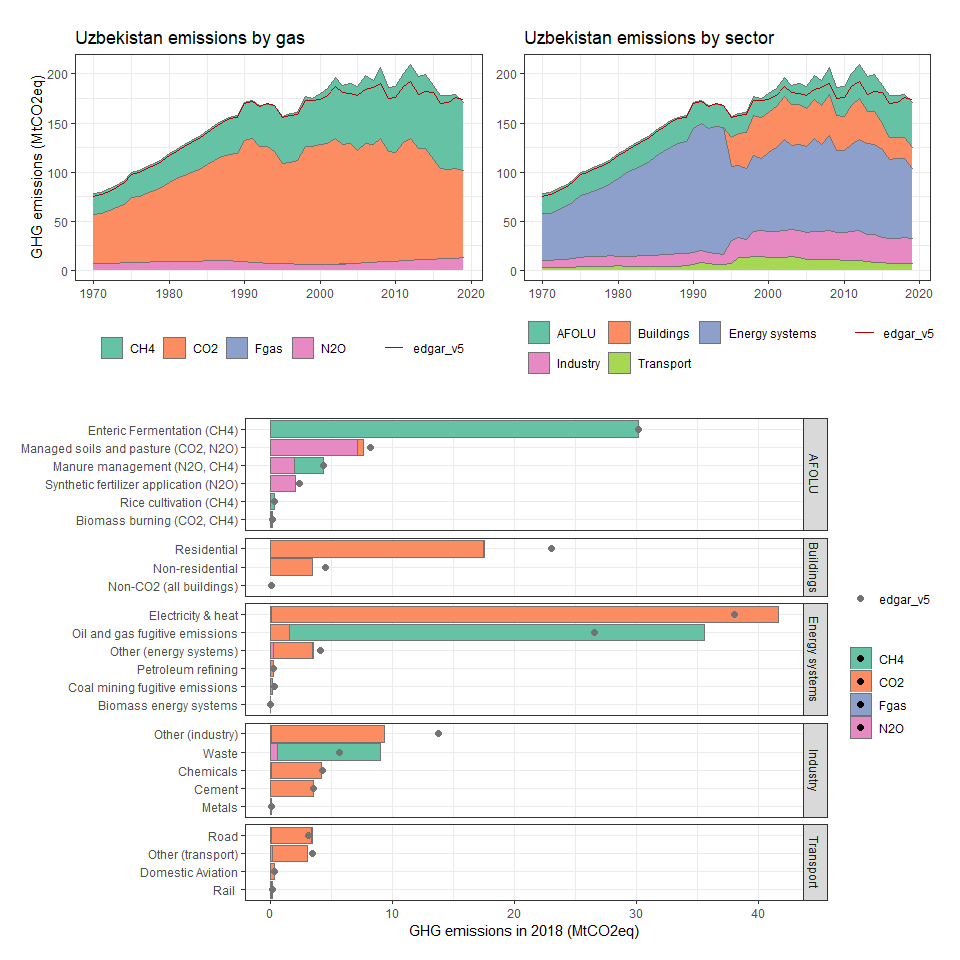 Uzbekistan emissions by gas
Uzbekistan emissions by sector
GHG emissions (MtCO2eq)
200
150
100
50
0
1970
1980
1990
2000
2010
2020
200
150
100
50
0
1970
1980
1990
2000
2010
2020
CH4
CO2
Fgas
N2O
edgar_v5
AFOLU
Buildings
Energy systems
edgar_v5
Industry
Transport
Enteric Fermentation (CH4)
Managed soils and pasture (CO2, N2O)
Manure management (N2O, CH4)
Synthetic fertilizer application (N2O)
Rice cultivation (CH4)
Biomass burning (CO2, CH4)
AFOLU
Residential
Non-residential
Non-CO2 (all buildings)
Buildings
Electricity & heat
Oil and gas fugitive emissions
Other (energy systems)
Petroleum refining
Coal mining fugitive emissions
Biomass energy systems
Energy systems
Other (industry)
Waste
Chemicals
Cement
Metals
Industry
Road
Other (transport)
Domestic Aviation
Rail
Transport
0
10
20
30
40
GHG emissions in 2018 (MtCO2eq)
edgar_v5
CH4
CO2
Fgas
N2O